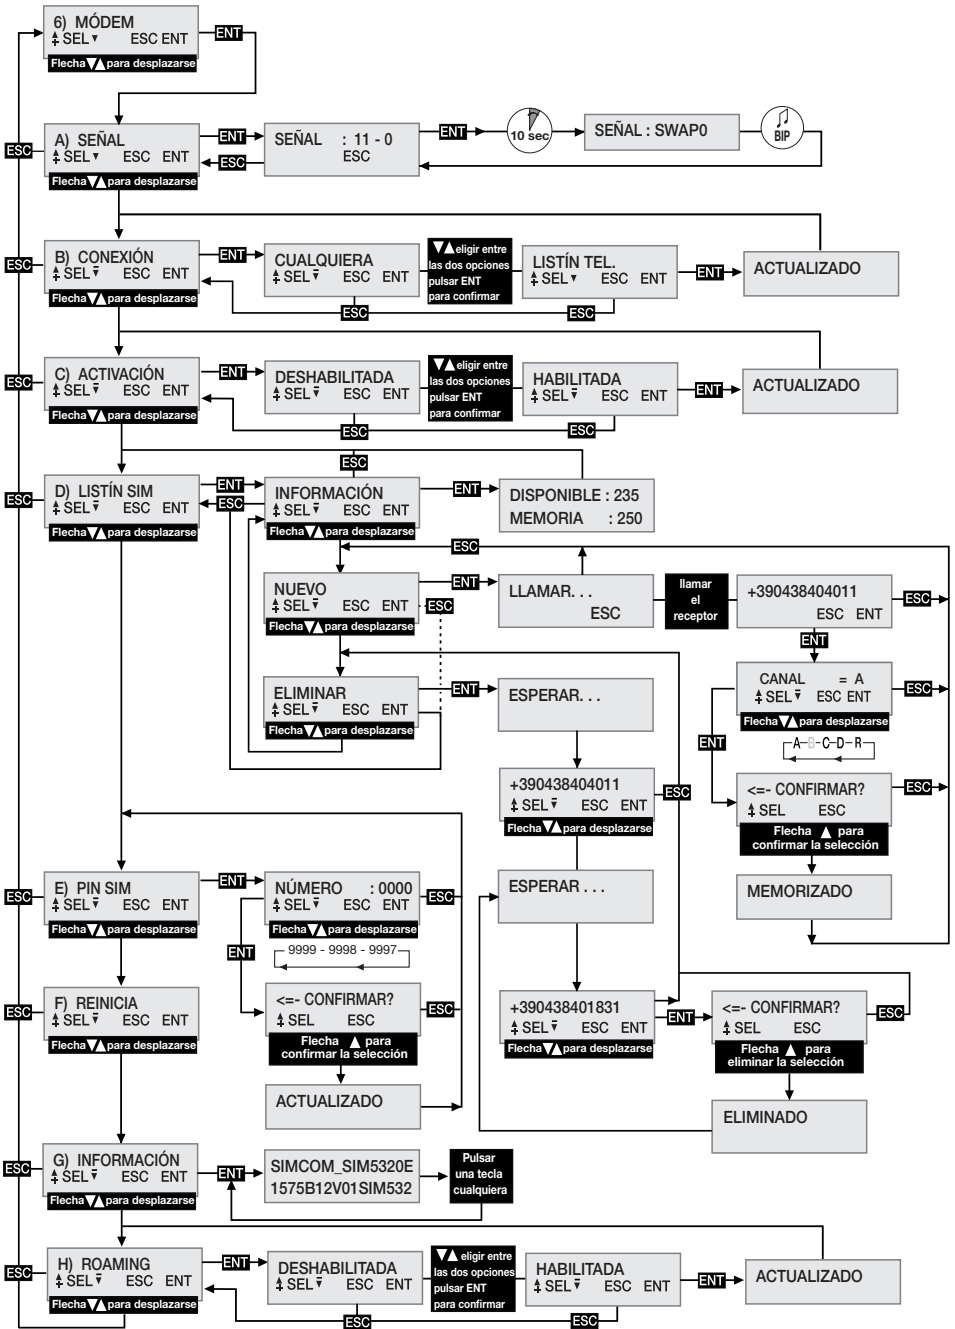 6) MÓDEM
SEL ESC ENT
Flecha para desplazarse
ENT
A) SEÑAL
SEL ESC ENT
Flecha para desplazarse
ESC
ENT
ESC
SEÑAL : 11 - 0
ESC
ENT
10 sec
SEÑAL : SWAP0
BIP
B) CONEXIÓN
SEL ESC ENT
Flecha para desplazarse
ESC
ENT
CUALQUIERA
SEL ESC ENT
eligir entre
las dos opciones
pulsar ENT
para confirmar
LISTÍN TEL.
SEL ESC ENT
ENT
ACTUALIZADO
ESC
ESC
C) ACTIVACIÓN
SEL ESC ENT
Flecha para desplazarse
ESC
ENT
DESHABILITADA
SEL ESC ENT
eligir entre
las dos opciones
pulsar ENT
para confirmar
HABILITADA
SEL ESC ENT
ENT
ACTUALIZADO
ESC
ESC
ESC
D) LISTÍN SIM
SEL ESC ENT
Flecha para desplazarse
ESC
ENT
ESC
INFORMACIÓN
SEL ESC ENT
Flecha para desplazarse
ENT
DISPONIBLE : 235
MEMORIA : 250
ESC
NUEVO
SEL ESC ENT
Flecha para desplazarse
ENT
ESC
LLAMAR. . .
ESC
llamar
el
receptor
+390438404011
ESC ENT
ESC
ENT
CANAL = A
SEL ESC ENT
Flecha para desplazarse
ESC
A-B-C-D-R
ENT
<=- CONFIRMAR?
SEL ESC
Flecha para
confirmar la selección
ESC
MEMORIZADO
ELIMINAR
SEL ESC ENT
Flecha para desplazarse
ENT
ESPERAR. . .
+390438404011
SEL ESC ENT
Flecha para desplazarse
ESC
ESPERAR . . .
+390438401831
SEL ESC ENT
Flecha para desplazarse
ENT
<=- CONFIRMAR?
SEL ESC
Flecha para
eliminar la selección
ESC
ELIMINADO
E) PIN SIM
SEL ESC ENT
Flecha para desplazarse
ESC
ENT
NÚMERO : 0000
SEL ESC ENT
Flecha para desplazarse
ESC
9999 - 9998 - 9997
ENT
<=- CONFIRMAR?
SEL ESC
Flecha para
confirmar la selección
ESC
ACTUALIZADO
F) REINICIA
SEL ESC ENT
Flecha para desplazarse
ESC
G) INFORMACIÓN
SEL ESC ENT
Flecha para desplazarse
ESC
ENT
SIMCOM_SIM5320E
1575B12V01SIM532
Pulsar
una tecla
cualquiera
H) ROAMING
SEL ESC ENT
Flecha para desplazarse
ESC
ENT
DESHABILITADA
SEL ESC ENT
eligir entre
las dos opciones
pulsar ENT
para confirmar
HABILITADA
SEL ESC ENT
ENT
ACTUALIZADO
ESC
ESC